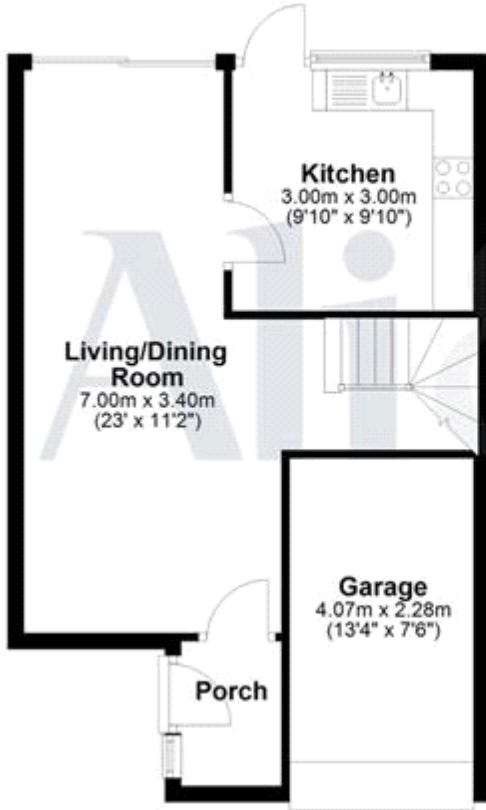 Kitchen
3.00m x 3.00m
(9'10" x 9'10")
Living/Dining
Room
7.00m x 3.40m
(23' x 11'2")
Garage
4.07m x 2.28m
(13'4" x 7'6")
Porch
Ali